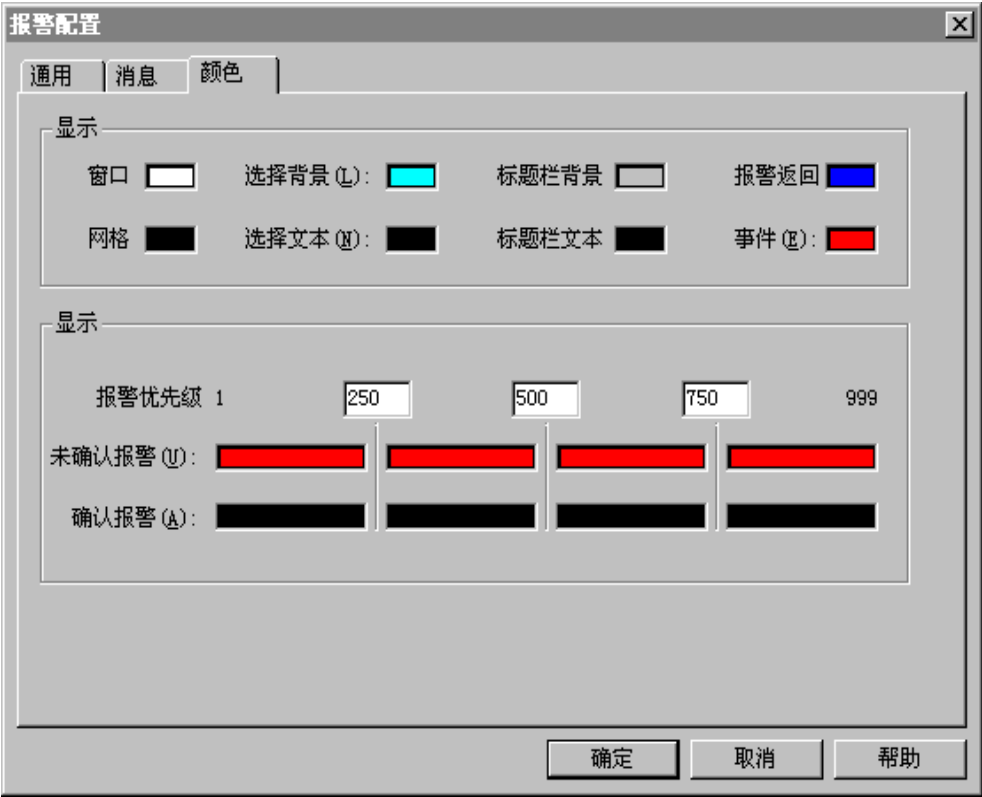 报警配置
通用 消息 颜色
显示
窗口 选择背景(L): 标题栏背景 报警返回
网格 选择文本(N): 标题栏文本 事件(E):
显示
报警优先级 1 250 500 750 999
未确认报警(U):
确认报警(A):
确定 取消 帮助